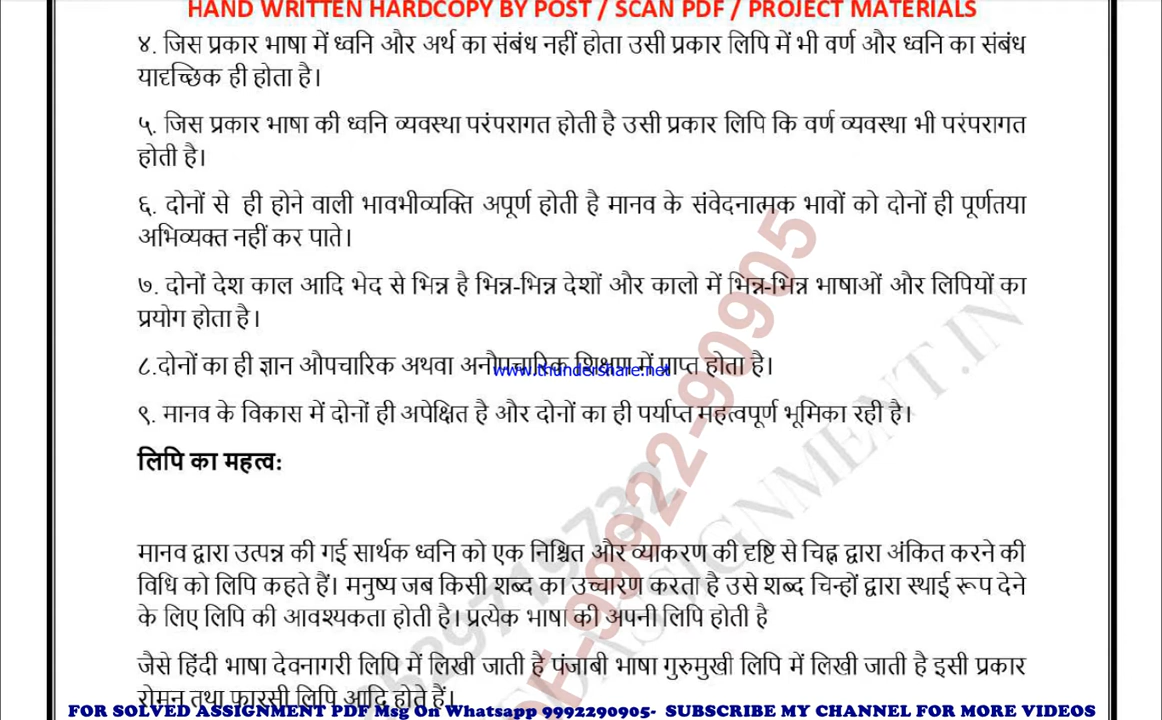 HAND WRITTEN HARDCOPY BY POST / SCAN PDF / PROJECT MATERIALS
४. जिस प्रकार भाषा में ध्वनि और अर्थ का संबंध नहीं होता उसी प्रकार लिपि में भी वर्ण और ध्वनि का संबंध
यादृच्छिक ही होता है।
५. जिस प्रकार भाषा की ध्वनि व्यवस्था परंपरागत होती है उसी प्रकार लिपि कि वर्ण व्यवस्था भी परंपरागत
होती है।
६. दोनों से ही होने वाली भावभीव्यक्ति अपूर्ण होती है मानव के संवेदनात्मक भावों को दोनों ही पूर्णतया
अभिव्यक्त नहीं कर पाते।
७. दोनों देश काल आदि भेद से भिन्न है भिन्न-भिन्न देशों और कालो में भिन्न-भिन्न भाषाओं और लिपियों का
प्रयोग होता है।
८.दोनों का ही ज्ञान औपचारिक अथवा अनौपचारिक शिक्षण में प्राप्त होता है।
www.thundershare.net
९. मानव के विकास में दोनों ही अपेक्षित है और दोनों का ही पर्याप्त महत्वपूर्ण भूमिका रही है।
लिपि का महत्व:
मानव द्वारा उत्पन्न की गई सार्थक ध्वनि को एक निश्चित और व्याकरण की दृष्टि से चिह्न द्वारा अंकित करने की
विधि को लिपि कहते हैं। मनुष्य जब किसी शब्द का उच्चारण करता है उसे शब्द चिन्हों द्वारा स्थाई रूप देने
के लिए लिपि की आवश्यकता होती है। प्रत्येक भाषा की अपनी लिपि होती है
जैसे हिंदी भाषा देवनागरी लिपि में लिखी जाती है पंजाबी भाषा गुरुमुखी लिपि में लिखी जाती है इसी प्रकार
रोमन तथा फारसी लिपि आदि होते हैं।
FOR SOLVED ASSIGNMENT PDF Msg On Whatsapp 9992290905- SUBSCRIBE MY CHANNEL FOR MORE VIDEOS